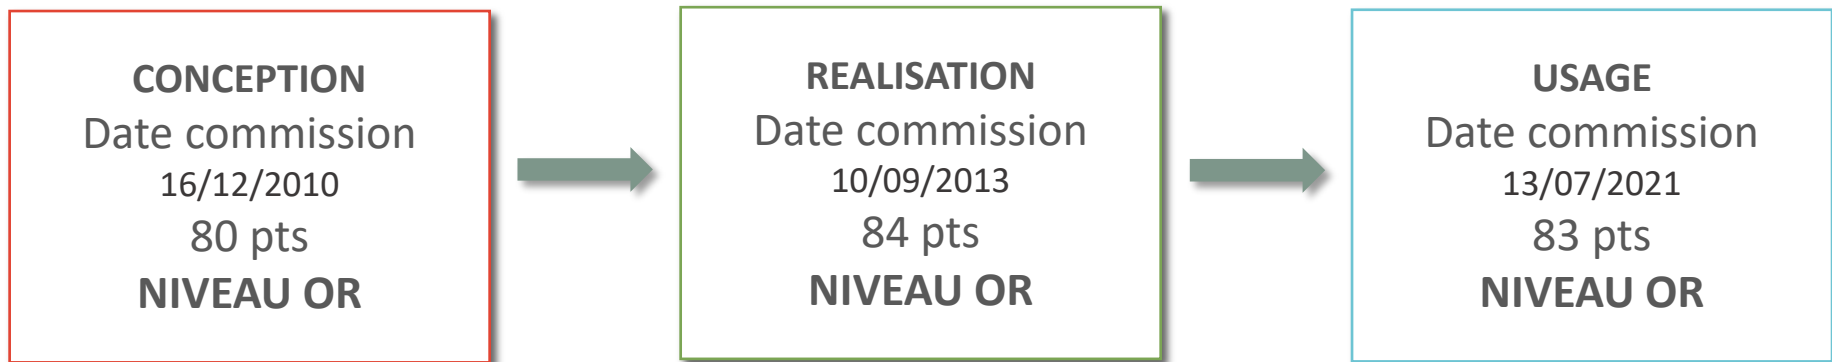 CONCEPTION
Date commission
16/12/2010
80 pts
NIVEAU OR
REALISATION
Date commission
10/09/2013
84 pts
NIVEAU OR
USAGE
Date commission
13/07/2021
83 pts
NIVEAU OR